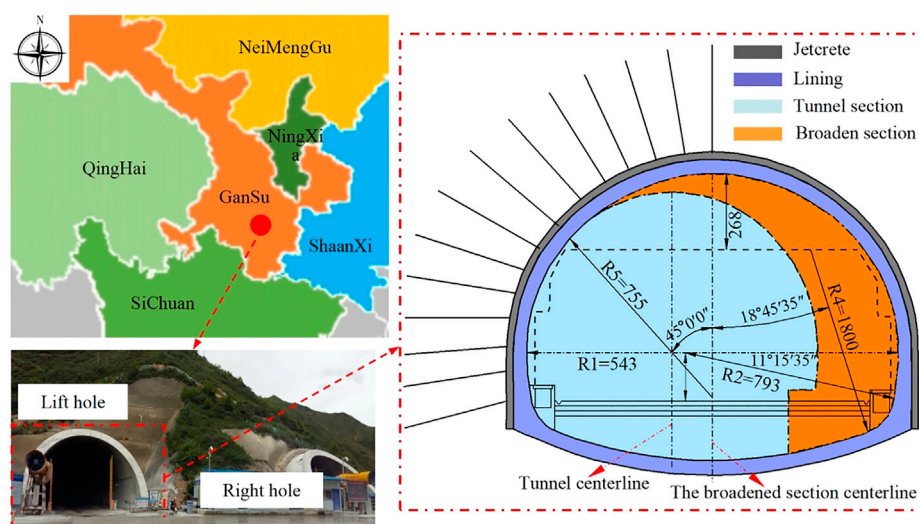 N
NeiMengGu
NingXi
a
QingHai
GanSu
ShaanXi
SiChuan
Lift hole
Right hole
Jetcrete
Lining
Tunnel section
Broaden section
268
R5=755
45°0'0"
18°45'35"
R4=1800
R1=543
11°15'35"
R2=793
Tunnel centerline
The broadened section centerline